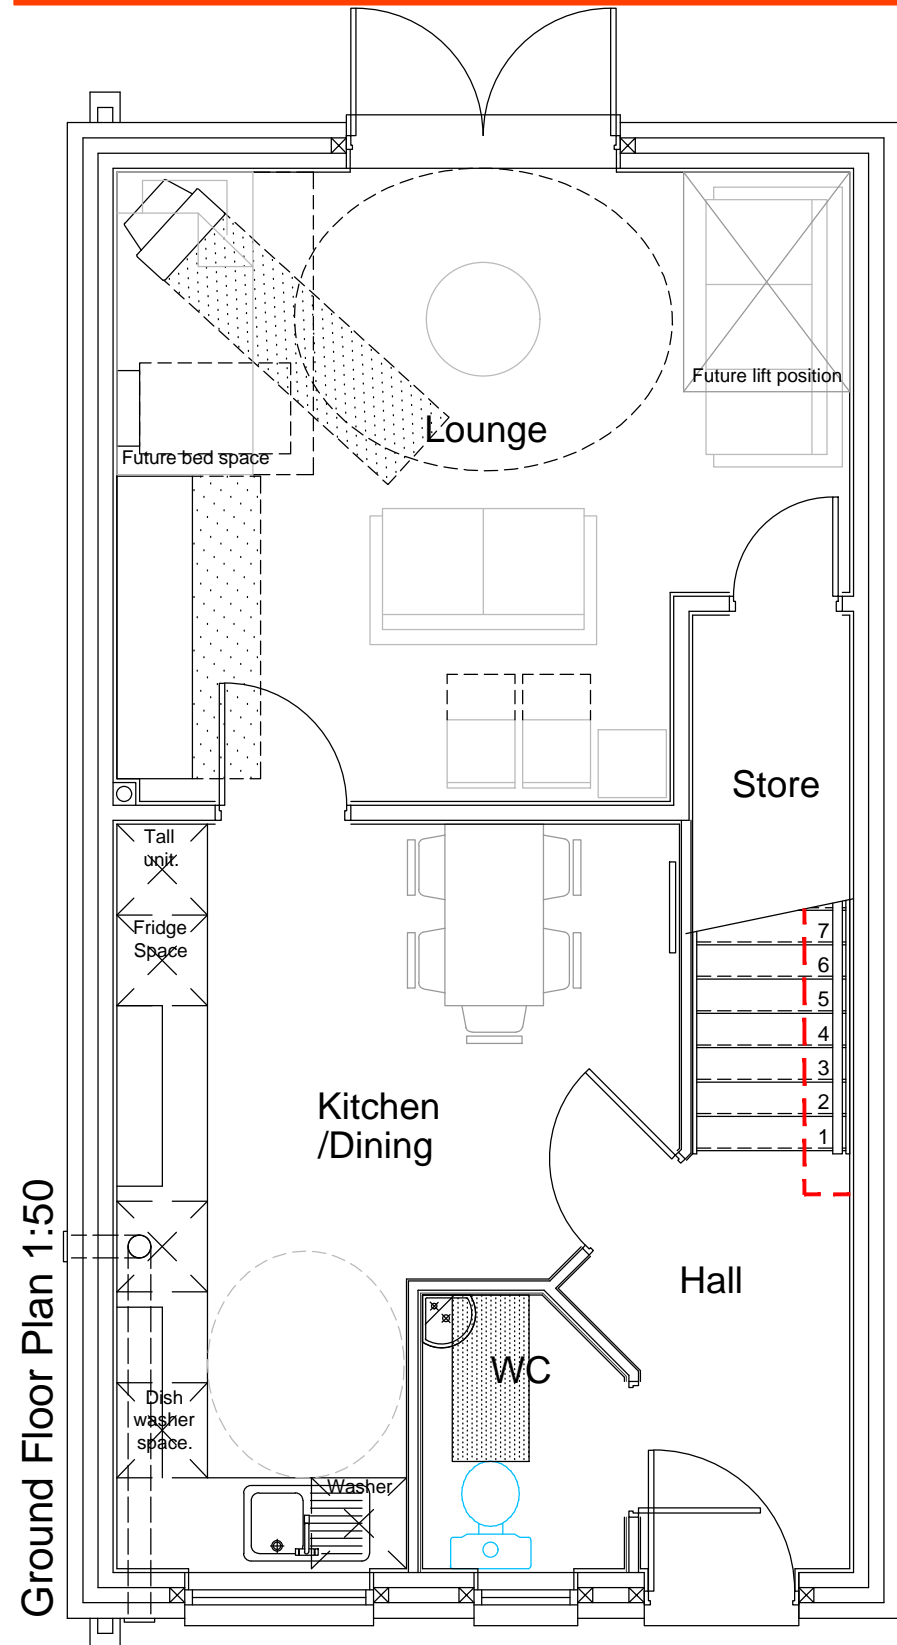 Future lift position
Lounge
Future bed space
Store
Tall
unit.
Fridge
Space
7
6
5
4
3
2
1
Kitchen
/Dining
Hall
WC
Dish
washer
space.
Washer
Ground Floor Plan 1:50